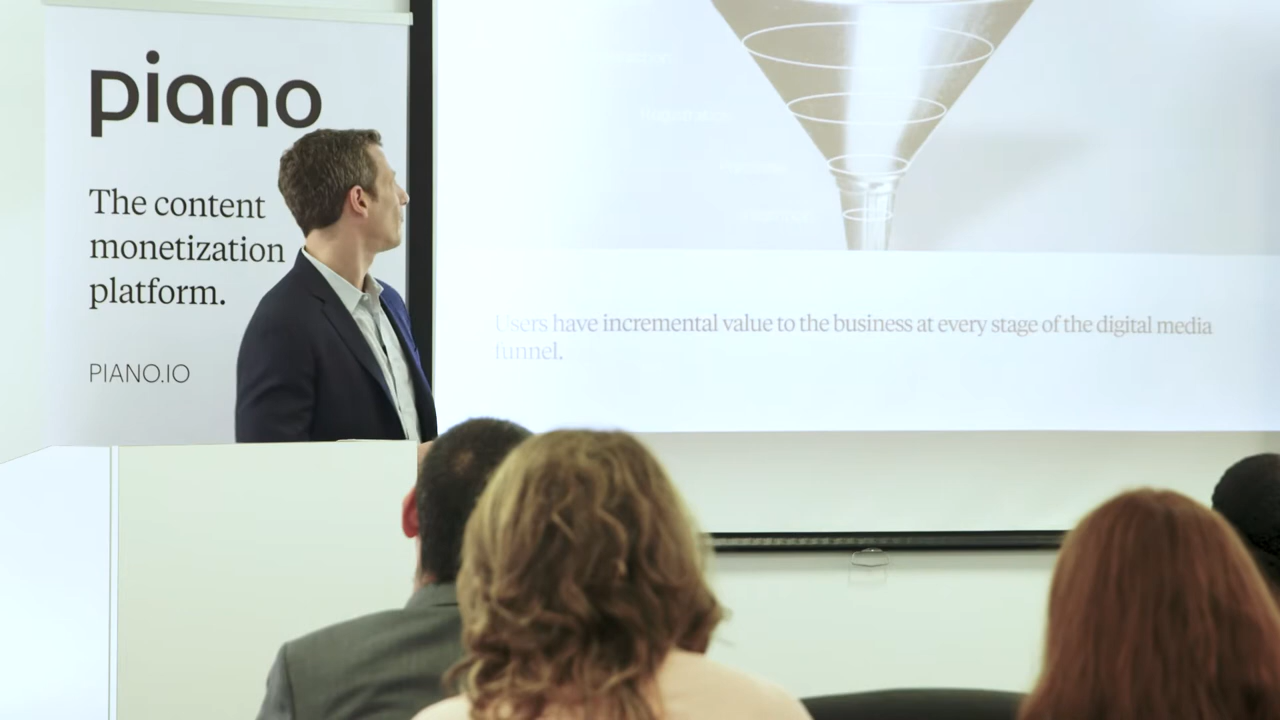 piano
The content
monetization
platform.
PIANO.IO
Users have incremental value to the business at every stage of the digital media
funnel.